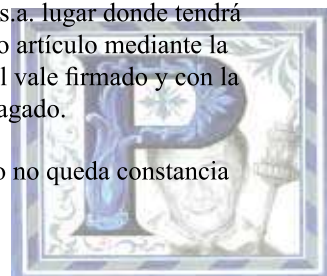 s.a. lugar donde tendrá
o artículo mediante la
l vale firmado y con la
agado.
o no queda constancia
P